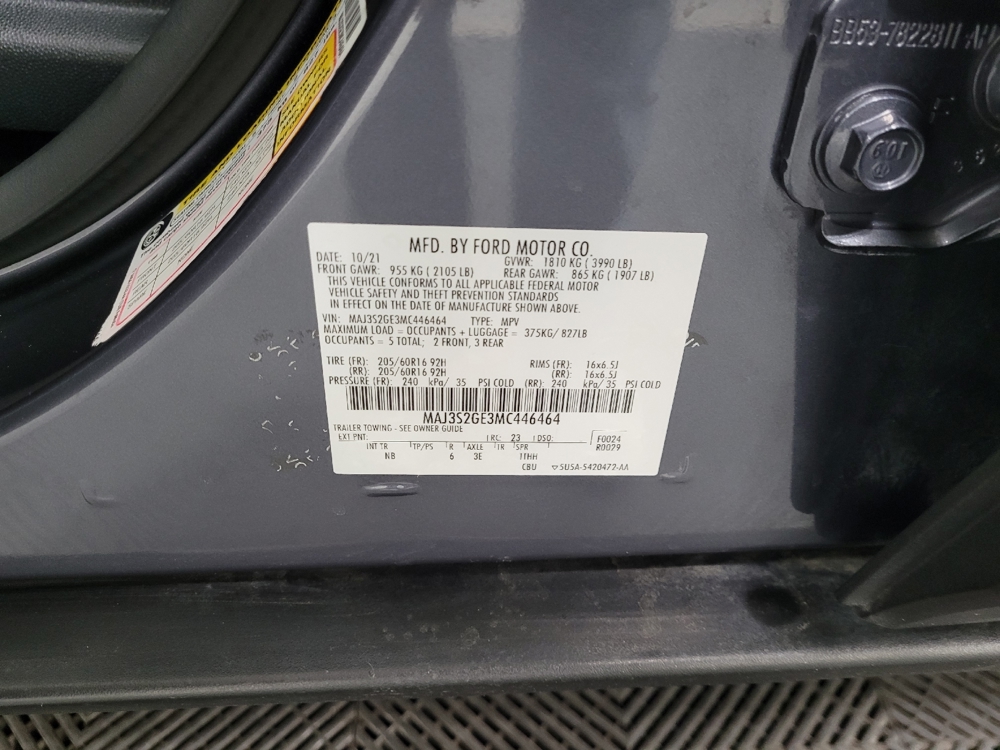 BB53-7822811-AH
60T
MFD. BY FORD MOTOR CO.
DATE: 10/21 GVWR: 1810 KG ( 3990 LB)
FRONT GAWR: 955 KG ( 2105 LB) REAR GAWR: 865 KG ( 1907 LB)
THIS VEHICLE CONFORMS TO ALL APPLICABLE FEDERAL MOTOR
VEHICLE SAFETY AND THEFT PREVENTION STANDARDS
IN EFFECT ON THE DATE OF MANUFACTURE SHOWN ABOVE.
VIN: MAJ3S2GE3MC446464 TYPE: MPV
MAXIMUM LOAD = OCCUPANTS + LUGGAGE = 375KG/ 827LB
OCCUPANTS = 5 TOTAL; 2 FRONT, 3 REAR
TIRE (FR): 205/60R16 92H RIMS (FR): 16x6.5J
(RR): 205/60R16 92H (RR): 16x6.5J
PRESSURE (FR): 240 kPa/ 35 PSI COLD (RR): 240 kPa/ 35 PSI COLD
MAJ3S2GE3MC446464
TRAILER TOWING - SEE OWNER GUIDE
EXT PNT: RC: 23 DSO: F0024
R0029
INT TR TP/PS R AXLE TR SPR
NB 6 3E 11HH
CBU 5U5A-5420472-AA